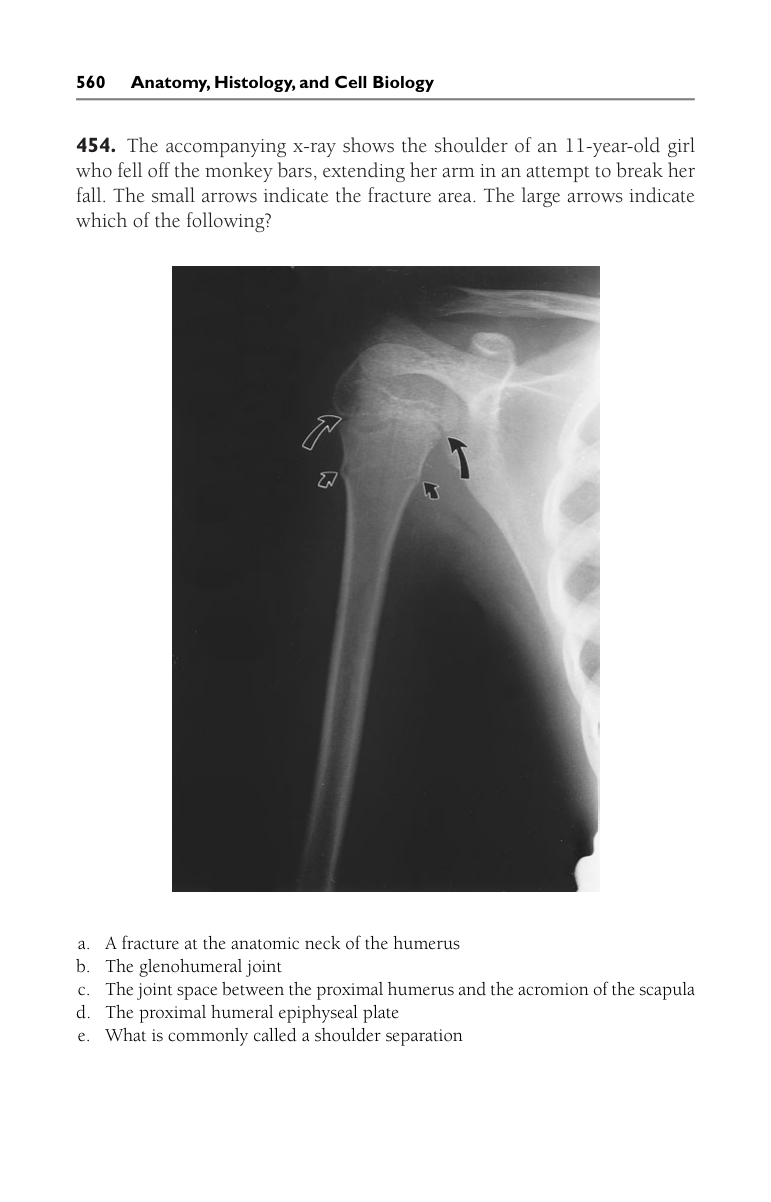 560 Anatomy, Histology, and Cell Biology
454. The accompanying x-ray shows the shoulder of an 11-year-old girl
who fell off the monkey bars, extending her arm in an attempt to break her
fall. The small arrows indicate the fracture area. The large arrows indicate
which of the following?
a. A fracture at the anatomic neck of the humerus
b. The glenohumeral joint
c. The joint space between the proximal humerus and the acromion of the scapula
d. The proximal humeral epiphyseal plate
e. What is commonly called a shoulder separation